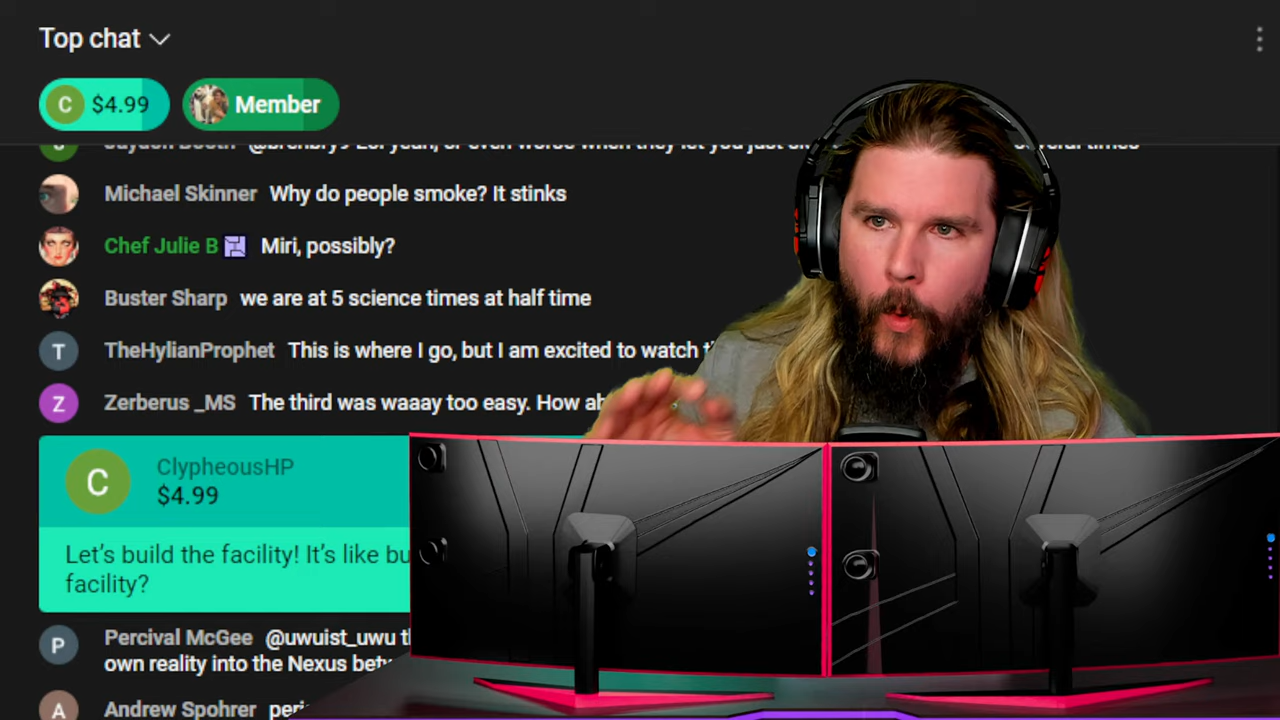 Top chat
C $4.99 Member
Michael Skinner Why do people smoke? It stinks
Chef Julie B Miri, possibly?
Buster Sharp we are at 5 science times at half time
T TheHylianProphet This is where I go, but I am excited to watch
Z Zerberus _MS The third was waaay too easy. How
C ClypheousHP
$4.99
Let's build the facility! It's like
facility?
P Percival McGee @uwuist_uwu
own reality into the Nexus
A Andrew Spohrer